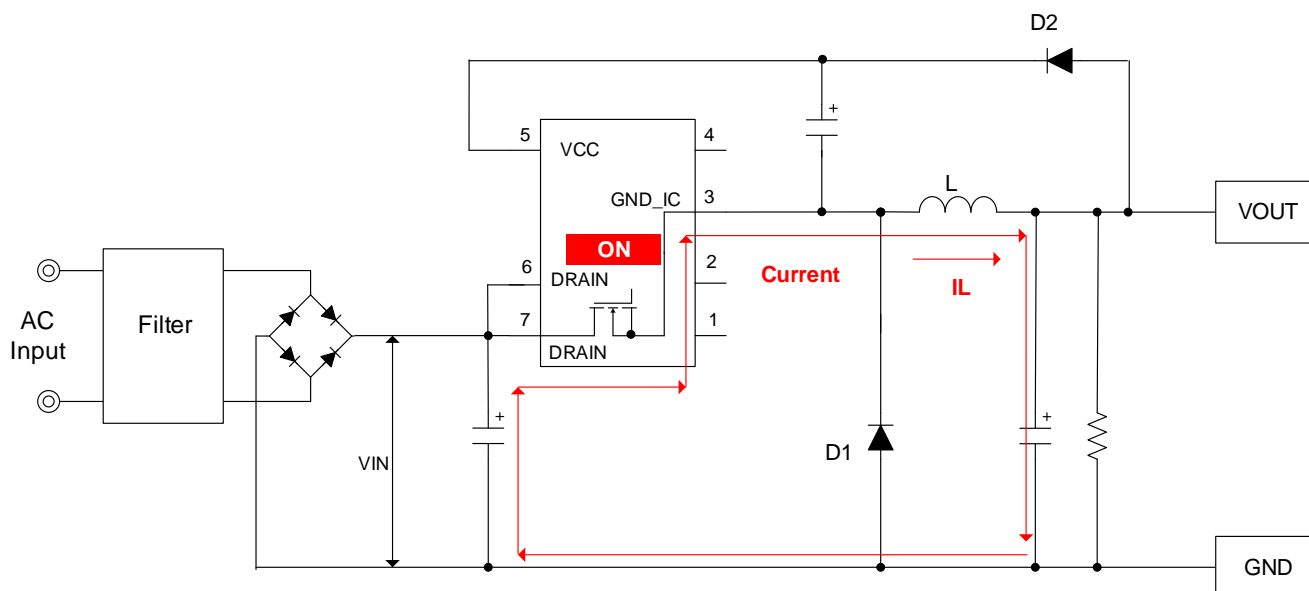 D2
+
5
4
VCC
GND_IC
3
L
VOUT
ON
6
2
Current
IL
DRAIN
AC
Input
Filter
7
1
DRAIN
+
+
VIN
D1
GND